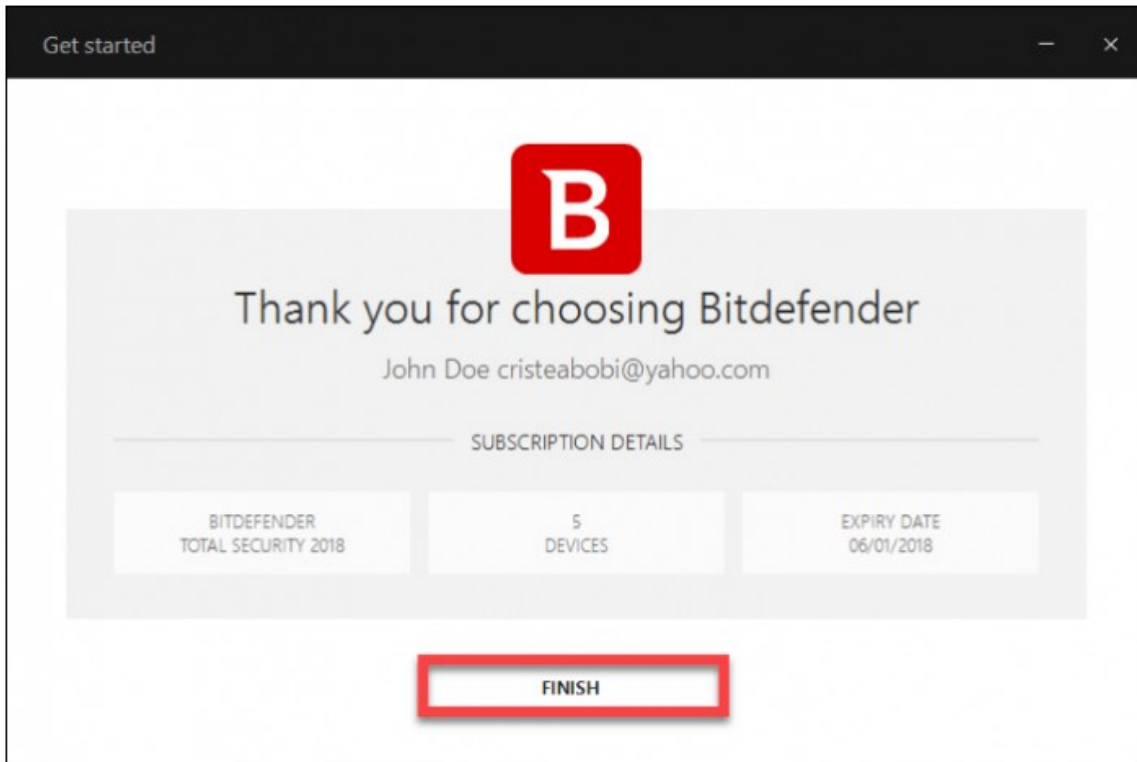 Get started
B
Thank you for choosing Bitdefender
John Doe cristeabobi@yahoo.com
SUBSCRIPTION DETAILS
BITDEFENDER
TOTAL SECURITY 2018
5
DEVICES
EXPIRY DATE
06/01/2018
FINISH